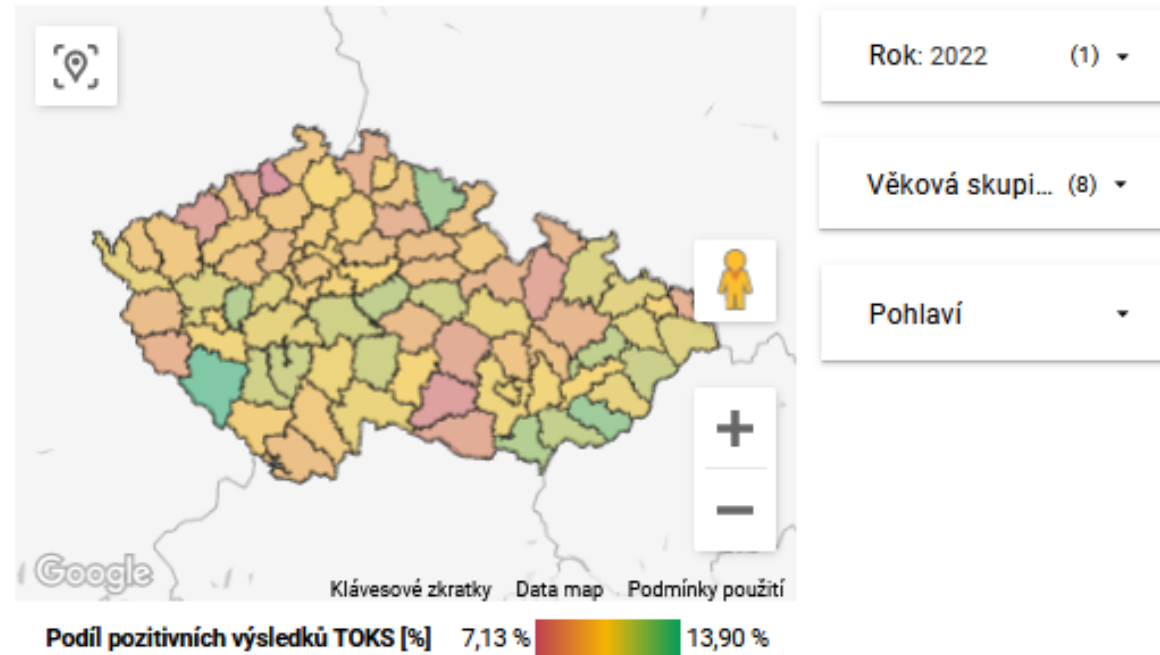 Rok: 2022 (1)
Věková skupi... (8)
Pohlaví
Google
Klávesové zkratky Data map Podmínky použití
Podíl pozitivních výsledků TOKS [%] 7,13 % 13,90 %